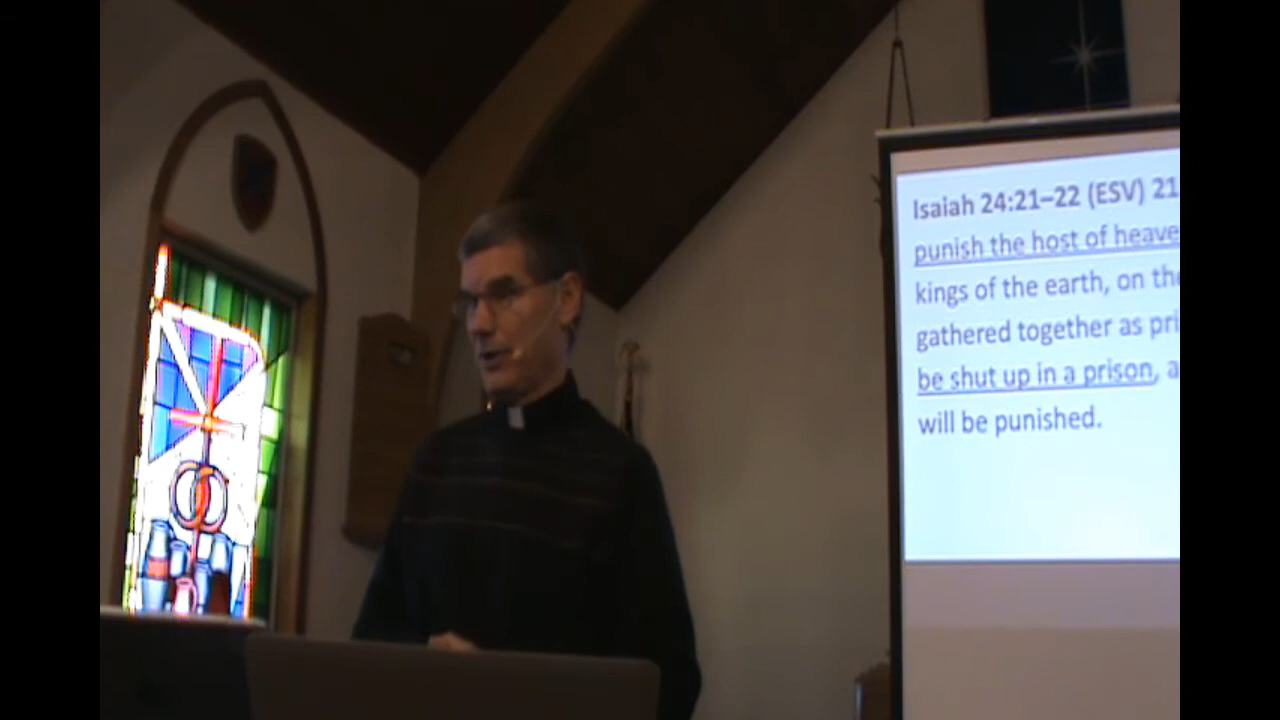 Isaiah 24:21–22 (ESV) 21
punish the host of heave
kings of the earth, on the
gathered together as pri
be shut up in a prison, a
will be punished.